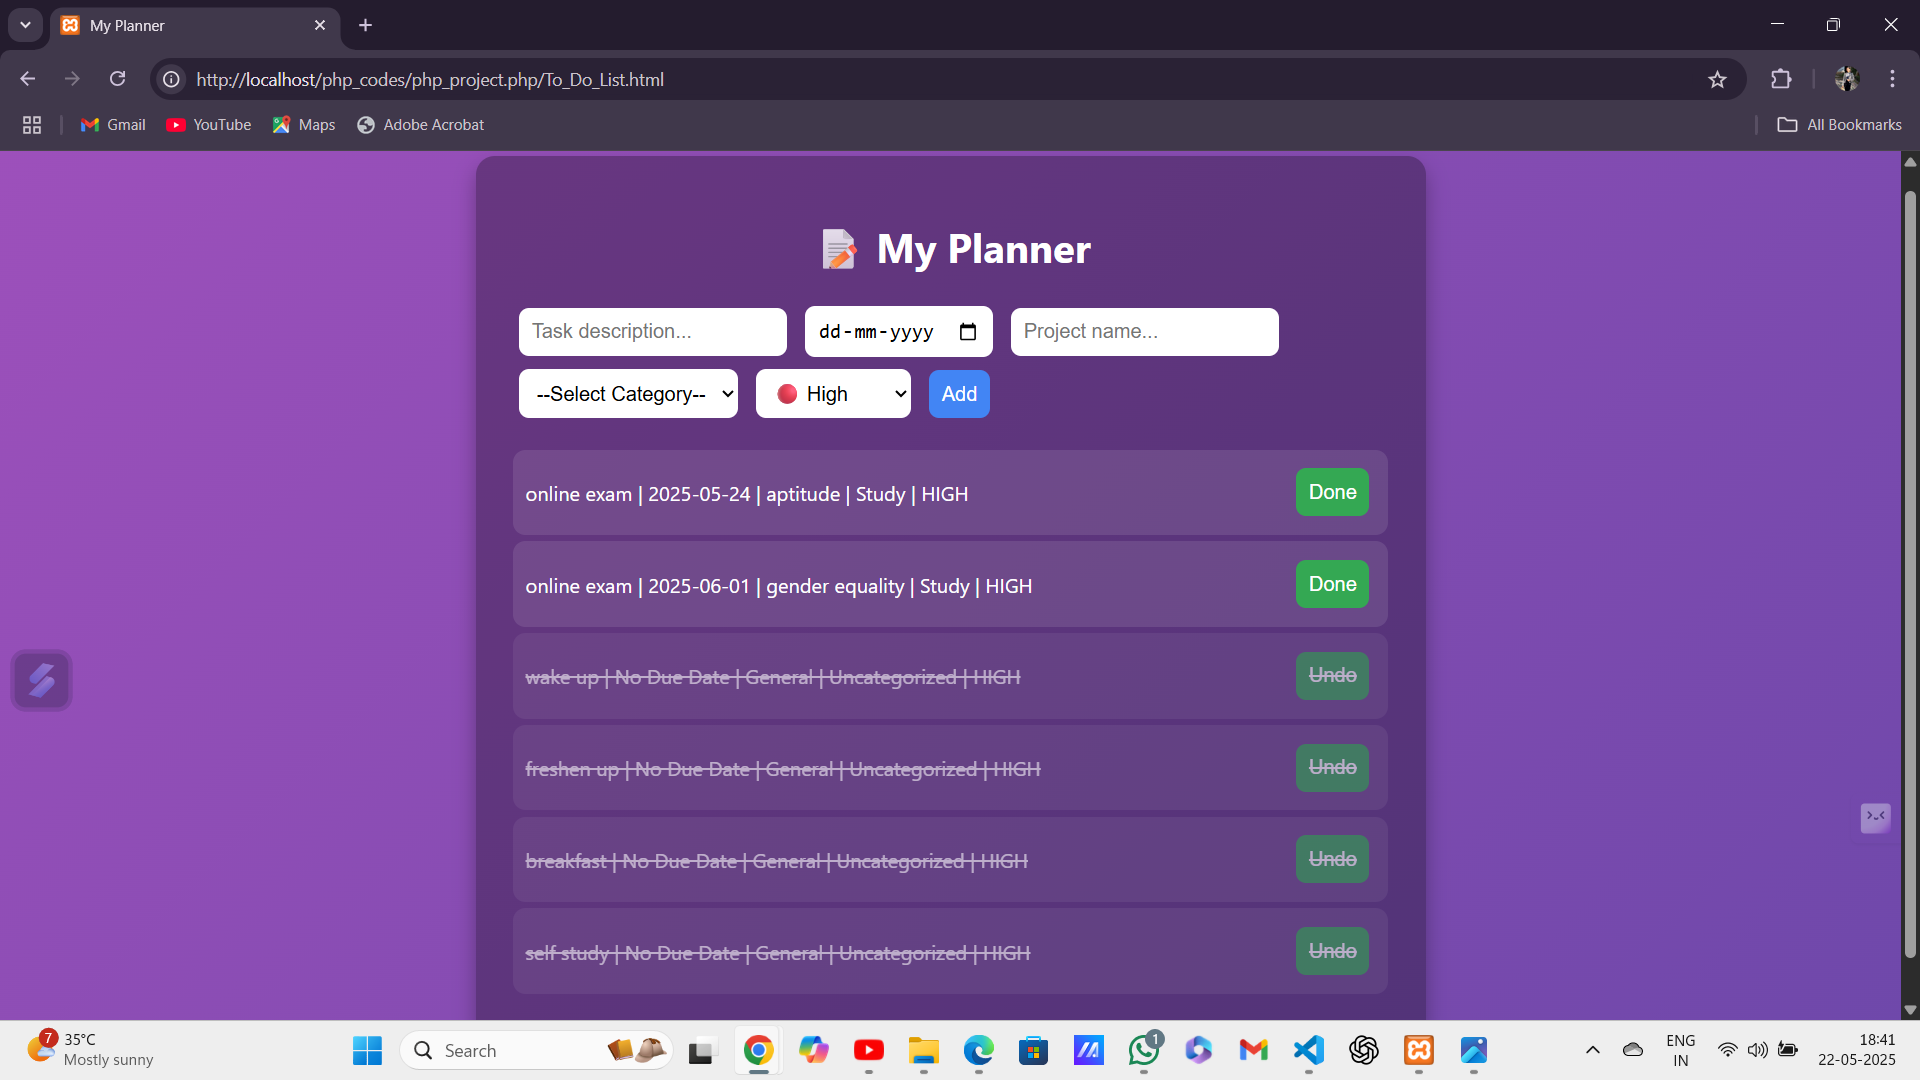 My Planner
http://localhost/php_codes/php_project.php/To_Do_List.html
Gmail YouTube Maps Adobe Acrobat All Bookmarks
My Planner
Task description... dd-mm-yyyy Project name...
--Select Category-- High Add
online exam | 2025-05-24 | aptitude | Study | HIGH Done
online exam | 2025-06-01 | gender equality | Study | HIGH Done
wake up | No Due Date | General | Uncategorized | HIGH Undo
freshen up | No Due Date | General | Uncategorized | HIGH Undo
breakfast | No Due Date | General | Uncategorized | HIGH Undo
self study | No Due Date | General | Uncategorized | HIGH Undo
7 35°C
Mostly sunny
Search
1
ENG
IN
18:41
22-05-2025